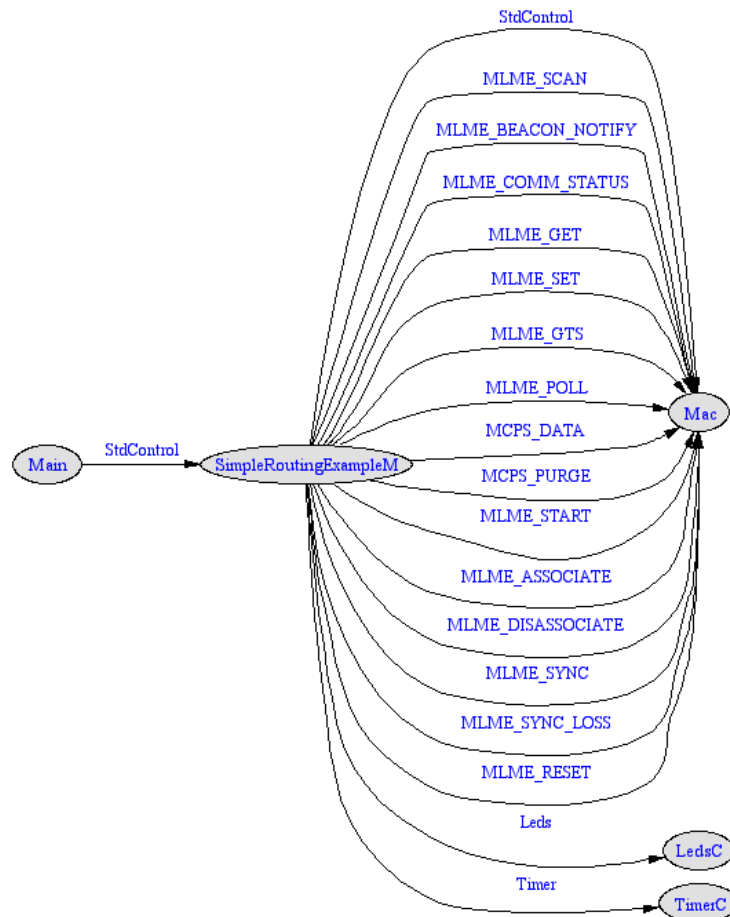 StdControl
MLME_SCAN
MLME_BEACON_NOTIFY
MLME_COMM_STATUS
MLME_GET
MLME_SET
MLME_GTS
MLME_POLL
Mac
MCPS_DATA
StdControl
Main
SimpleRoutingExampleM
MCPS_PURGE
MLME_START
MLME_ASSOCIATE
MLME_DISASSOCIATE
MLME_SYNC
MLME_SYNC_LOSS
MLME_RESET
Leds
LedsC
Timer
TimerC